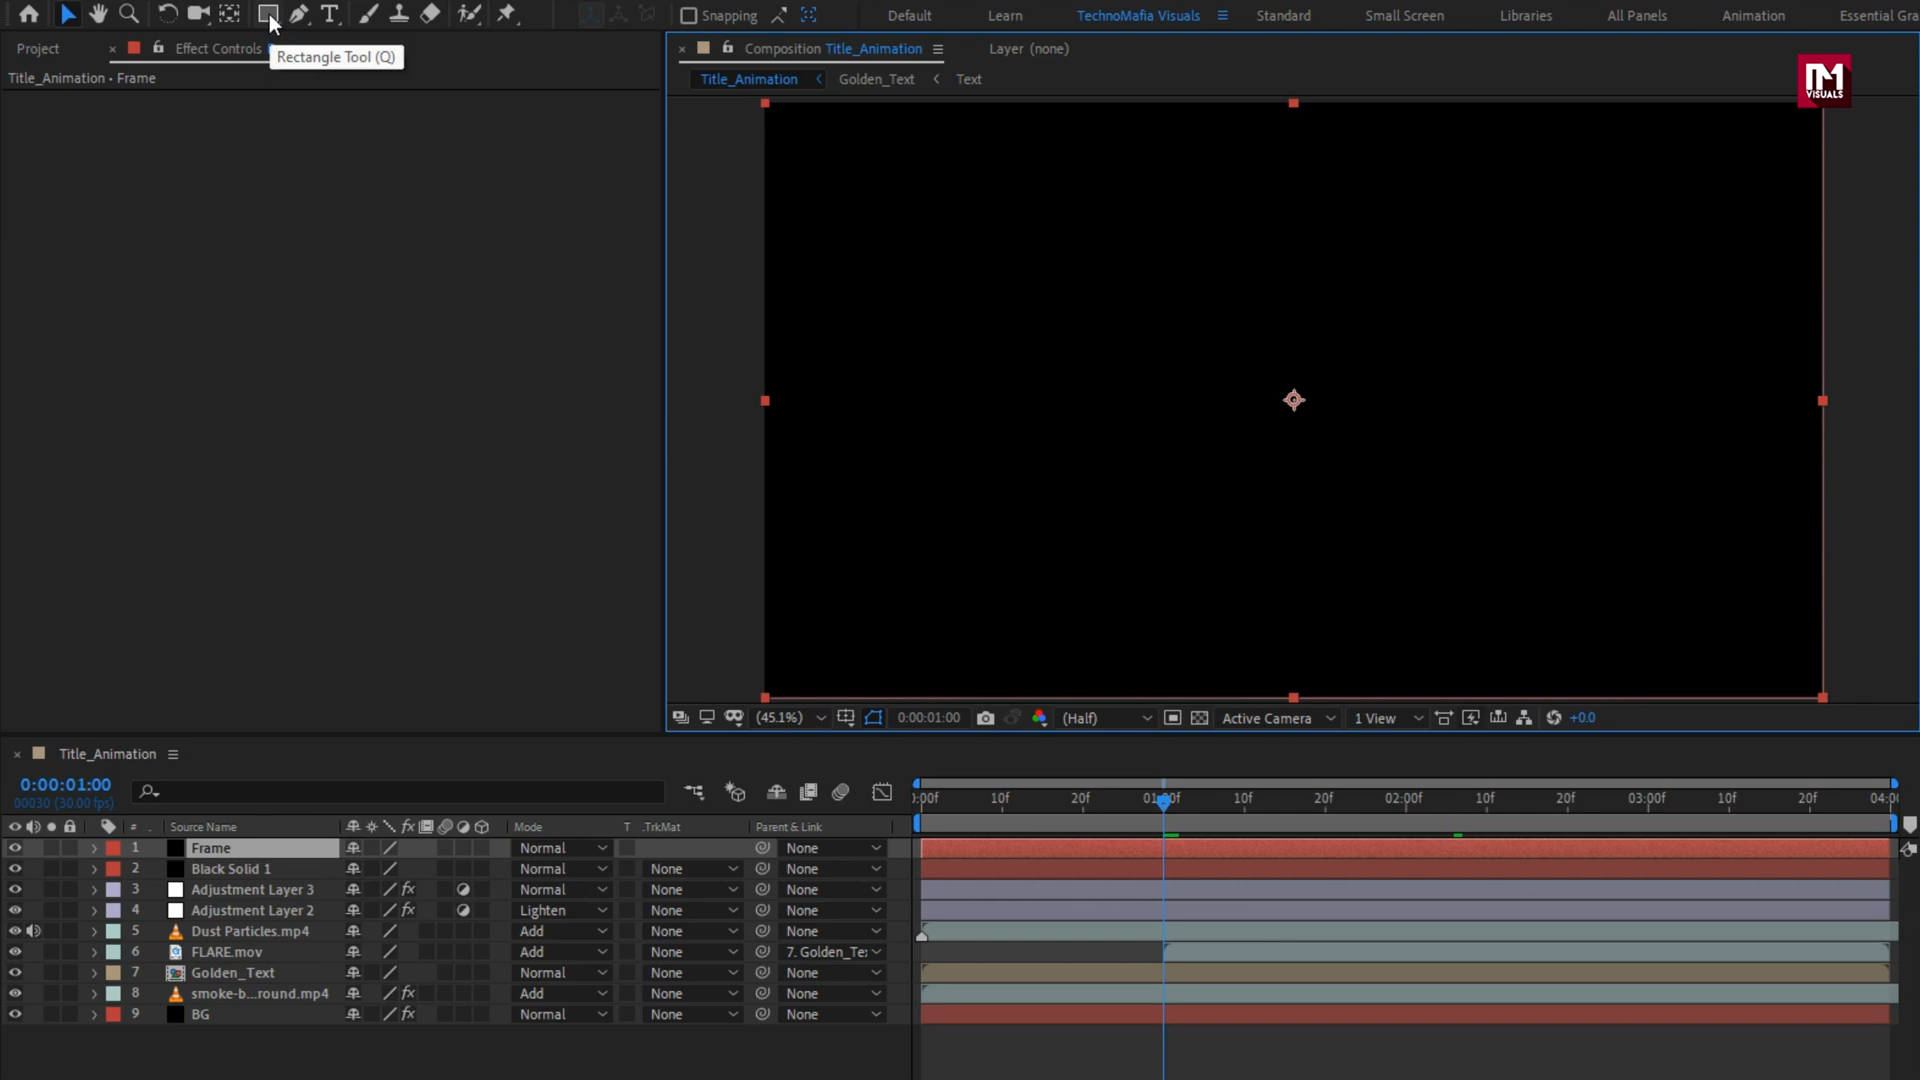 Snapping
Default
Learn
TechnoMafia Visuals
Standard
Small Screen
Libraries
All Panels
Animation
Essential Gra
Project
Effect Controls
Rectangle Tool (Q)
Title_Animation • Frame
Composition Title_Animation
Layer (none)
Title_Animation
Golden_Text
Text
VISUALS
(45.1%)
0:00:01:00
(Half)
Active Camera
1 View
+0.0
Title_Animation
0:00:01:00
00030 (30.00 fps)
):00f 10f 20f 01:00f 10f 20f 02:00f 10f 20f 03:00f 10f 20f 04:00
# Source Name Mode T .TrkMat Parent & Link
1 Frame Normal None
2 Black Solid 1 Normal None None
3 Adjustment Layer 3 fx Normal None None
4 Adjustment Layer 2 fx Lighten None None
5 Dust Particles.mp4 Add None None
6 FLARE.mov Add None 7. Golden_Te
7 Golden_Text Normal None None
8 smoke-b...round.mp4 fx Add None None
9 BG fx Normal None None